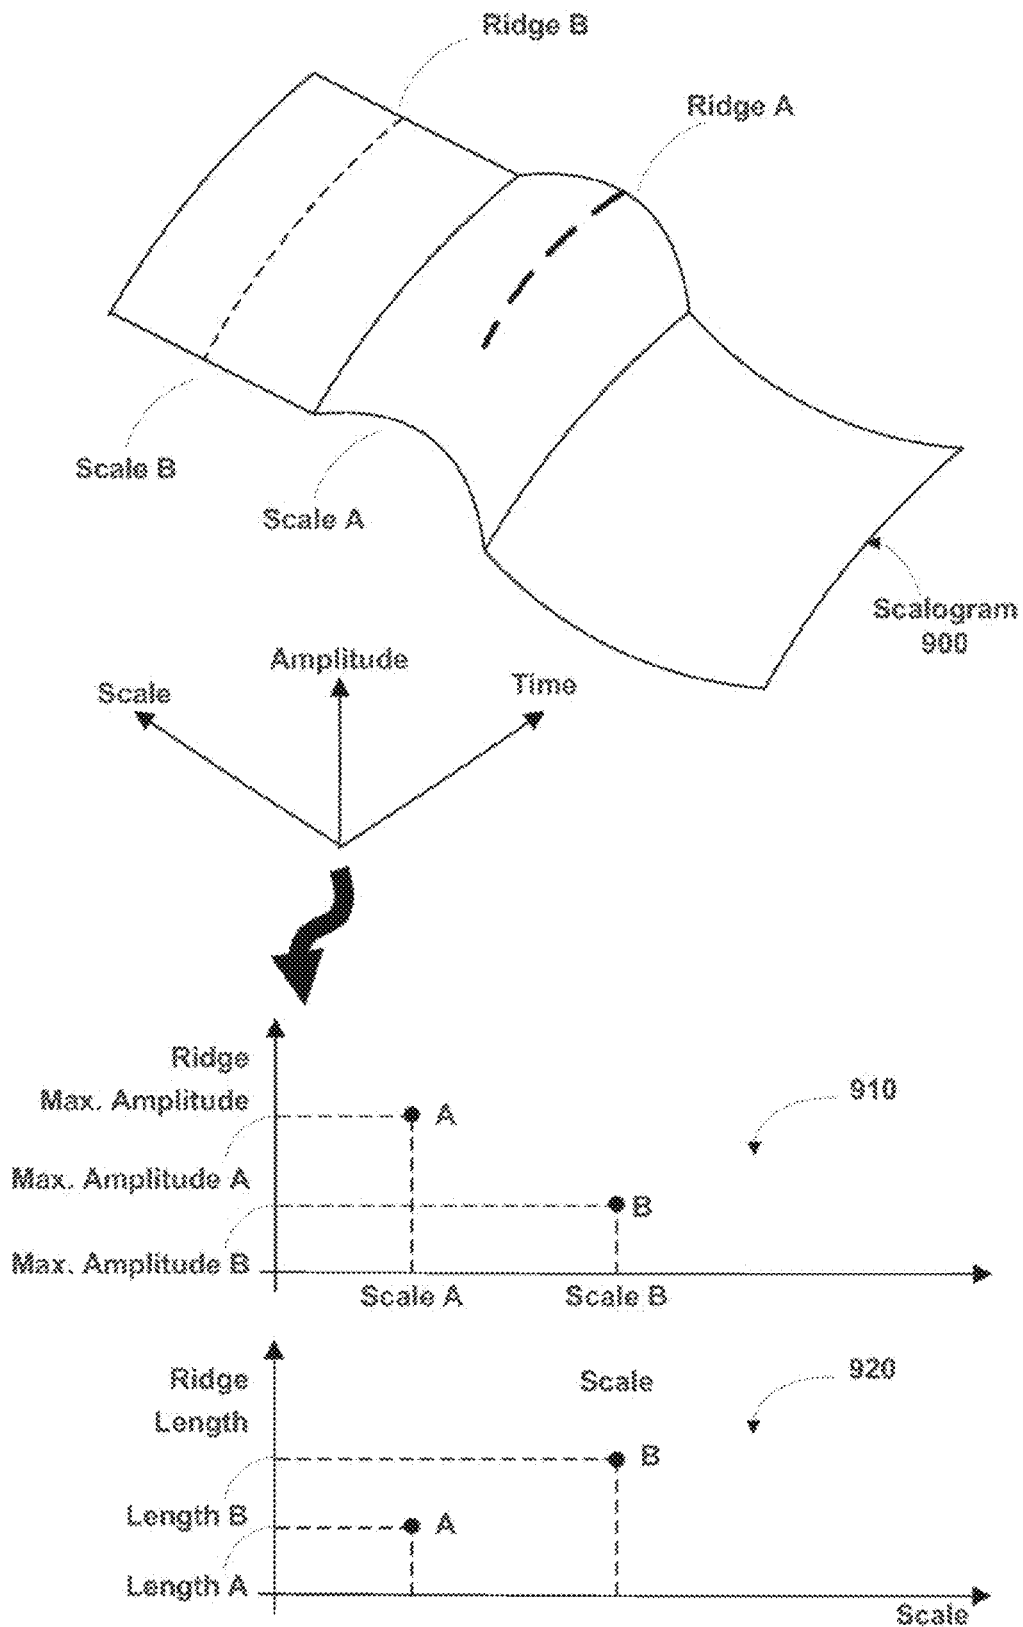 Ridge B
Ridge A
Scale B
Scale A
Scalogram
900
Amplitude
Scale
Time
Ridge
Max. Amplitude
910
A
Max. Amplitude A
B
Max. Amplitude B
Scale A
Scale B
Ridge
Length
Scale
920
B
Length B
A
Length A
Scale